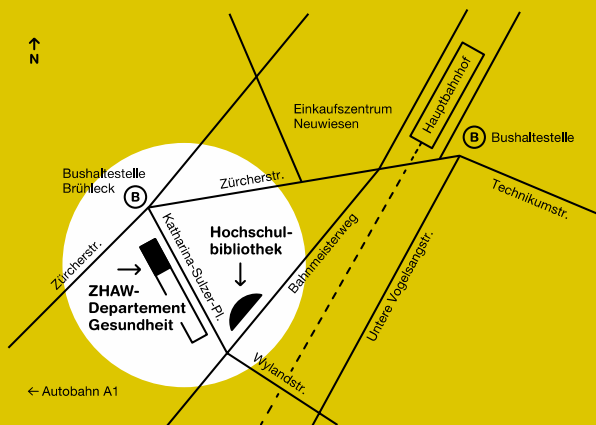 N
Einkaufszentrum
Neuwiesen
Hauptbahnhof
B
Bushaltestelle
Bushaltestelle
Brühleck
B
Zürcherstr.
Technikumstr.
Zürcherstr.
Katharina-Sulzer-Pl.
Hochschul-
bibliothek
Bahnmeisterweg
Untere Vogelsangstr.
ZHAW-
Departement
Gesundheit
Wylandstr.
← Autobahn A1